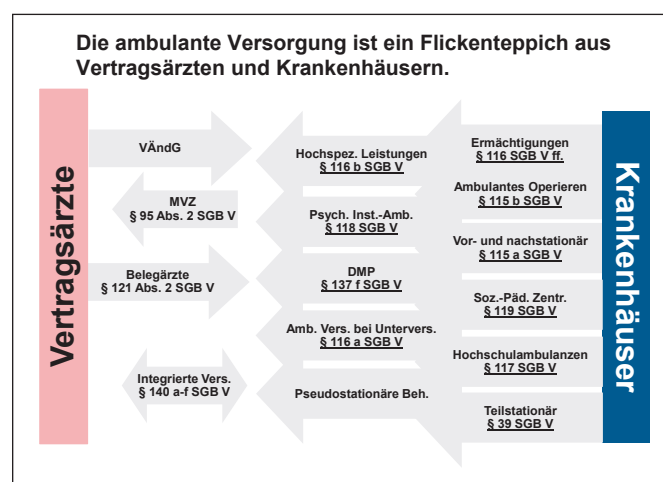 Die ambulante Versorgung ist ein Flickenteppich aus
Vertragsärzten und Krankenhäusern.
Vertragsärzte
VÄndG
MVZ
§ 95 Abs. 2 SGB V
Belegärzte
§ 121 Abs. 2 SGB V
Integrierte Vers.
§ 140 a-f SGB V
Hochspez. Leistungen
§ 116 b SGB V
Psych. Inst.-Amb.
§ 118 SGB V
DMP
§ 137 f SGB V
Amb. Vers. bei Untervers.
§ 116 a SGB V
Pseudostationäre Beh.
Ermächtigungen
§ 116 SGB V ff.
Ambulantes Operieren
§ 115 b SGB V
Vor- und nachstationär
§ 115 a SGB V
Soz.-Päd. Zentr.
§ 119 SGB V
Hochschulambulanzen
§ 117 SGB V
Teilstationär
§ 39 SGB V
Krankenhäuser